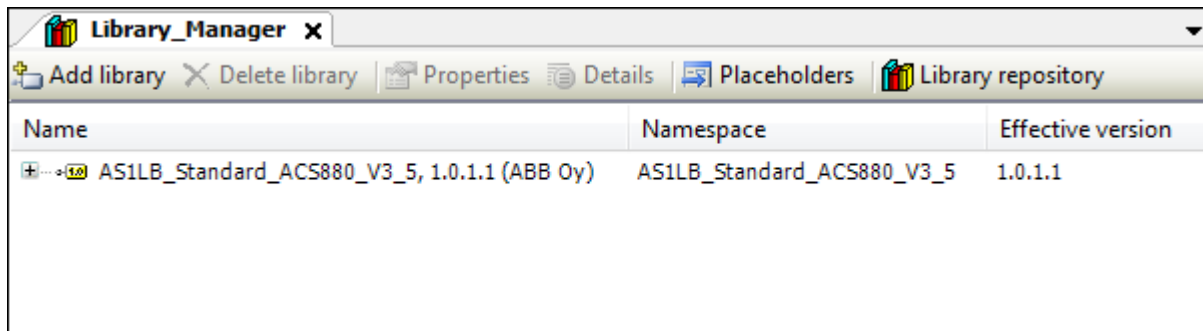 Library_Manager
Add library Delete library Properties Details Placeholders Library repository
Name Namespace Effective version
AS1LB_Standard_ACS880_V3_5, 1.0.1.1 (ABB Oy) AS1LB_Standard_ACS880_V3_5 1.0.1.1